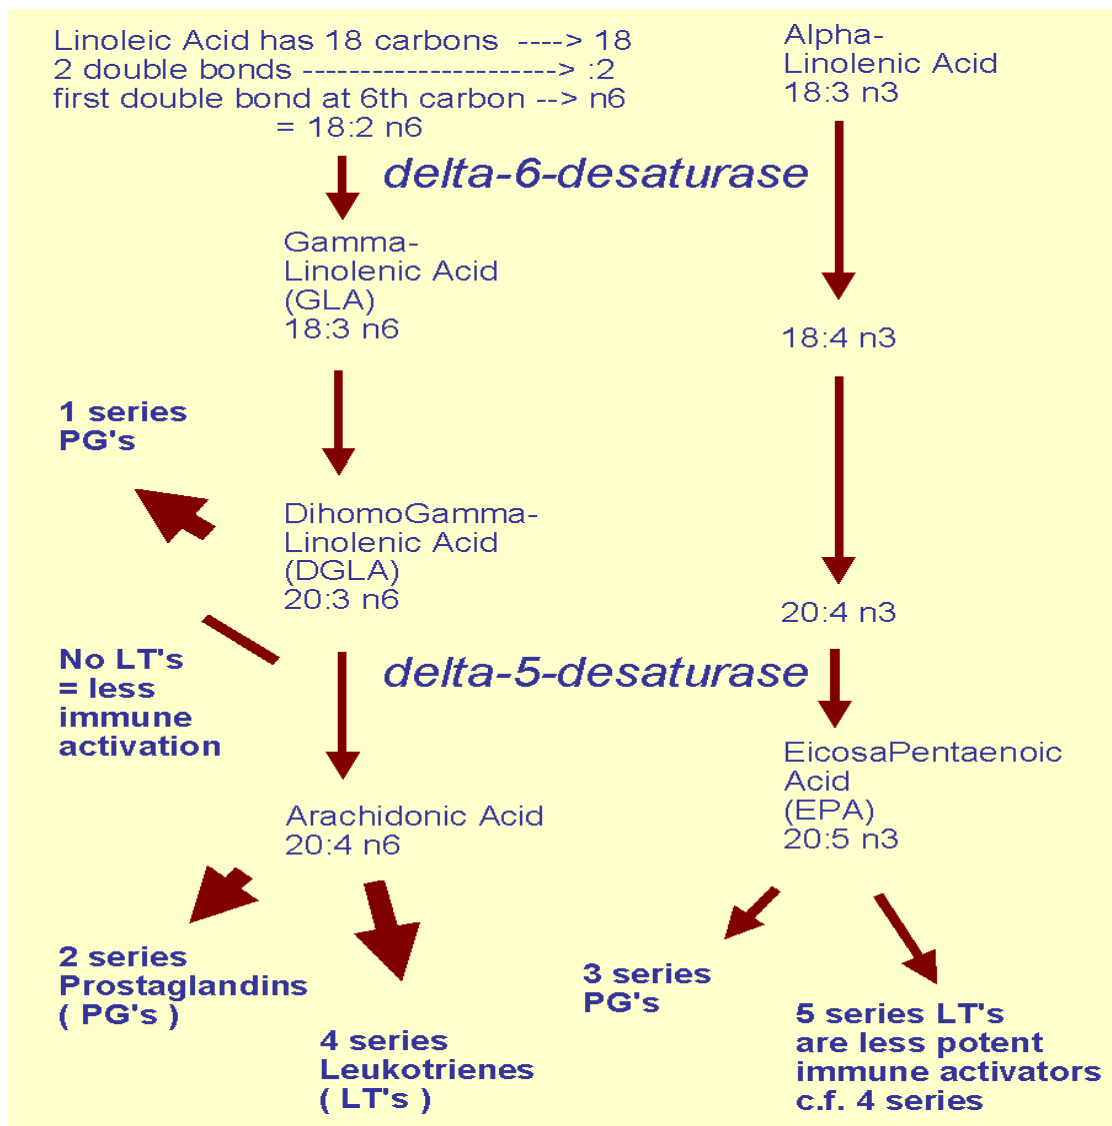 Linoleic Acid has 18 carbons ----> 18
2 double bonds ----------------------> :2
first double bond at 6th carbon --> n6
= 18:2 n6
Alpha-
Linolenic Acid
18:3 n3
delta-6-desaturase
Gamma-
Linolenic Acid
(GLA)
18:3 n6
18:4 n3
1 series
PG's
DihomoGamma-
Linolenic Acid
(DGLA)
20:3 n6
20:4 n3
No LT's
= less
immune
activation
delta-5-desaturase
EicosaPentaenoic
Acid
(EPA)
20:5 n3
Arachidonic Acid
20:4 n6
2 series
Prostaglandins
( PG's )
4 series
Leukotrienes
( LT's )
3 series
PG's
5 series LT's
are less potent
immune activators
c.f. 4 series